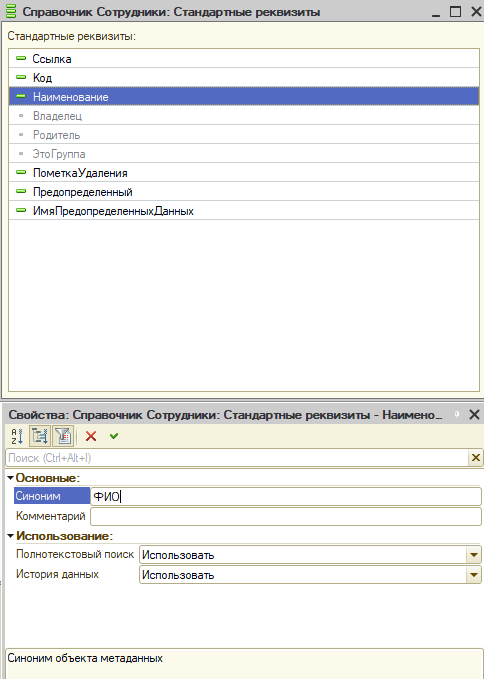 Справочник Сотрудники: Стандартные реквизиты
Стандартные реквизиты:
Ссылка
Код
Наименование
Владелец
Родитель
ЭтоГруппа
ПометкаУдаления
Предопределенный
ИмяПредопределенныхДанных
Свойства: Справочник Сотрудники: Стандартные реквизиты - Наимено...
Поиск (Ctrl+Alt+I)
Основные:
Синоним ФИО
Комментарий
Использование:
Полнотекстовый поиск Использовать
История данных Использовать
Синоним объекта метаданных